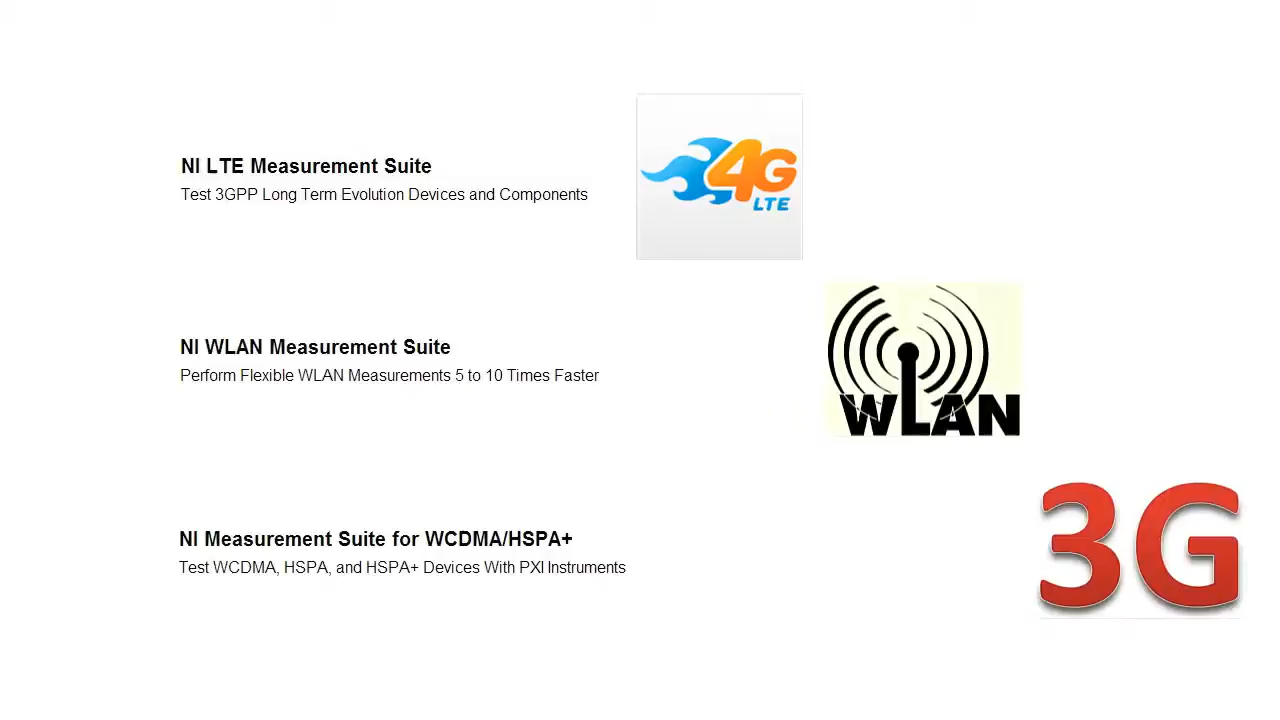 NI LTE Measurement Suite
Test 3GPP Long Term Evolution Devices and Components
4G
LTE
NI WLAN Measurement Suite
Perform Flexible WLAN Measurements 5 to 10 Times Faster
WLAN
NI Measurement Suite for WCDMA/HSPA+
Test WCDMA, HSPA, and HSPA+ Devices With PXI Instruments
3G